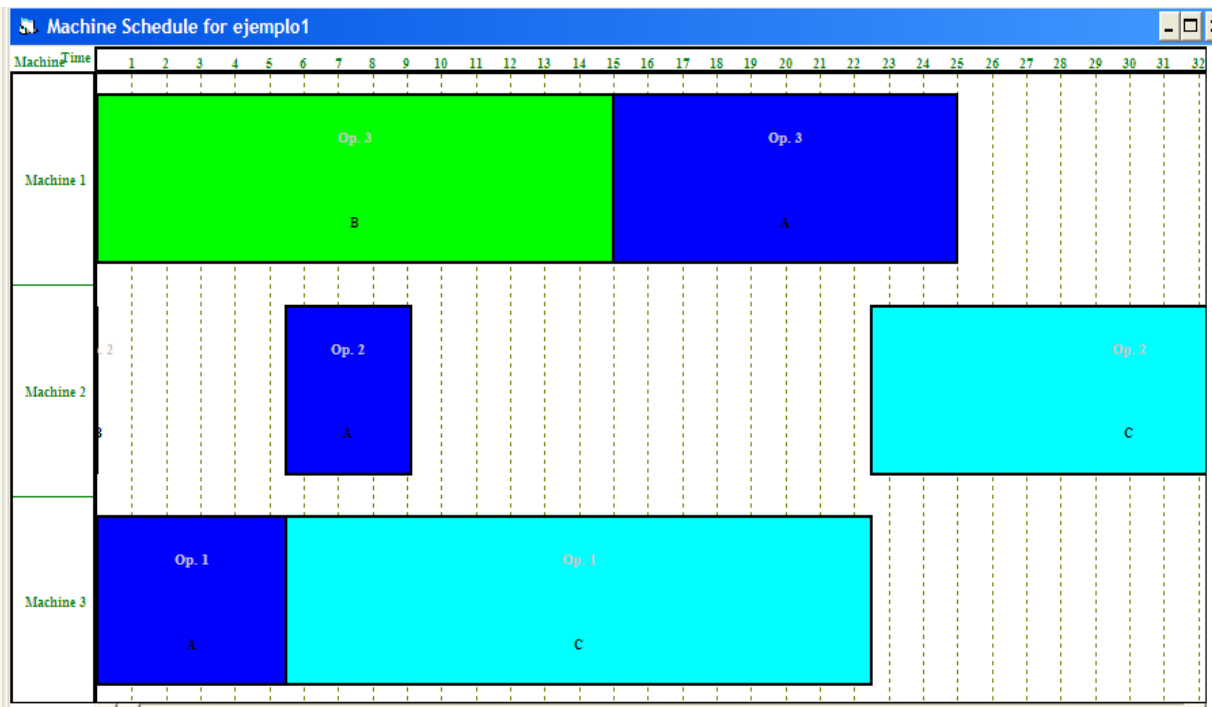 Machine Schedule for ejemplo1
Machine Time 1 2 3 4 5 6 7 8 9 10 11 12 13 14 15 16 17 18 19 20 21 22 23 24 25 26 27 28 29 30 31 32
Op. 3 Op. 3
Machine 1
B A
. 2 Op. 2 Op. 2
Machine 2
A C
Op. 1 Op. 1
Machine 3
A C